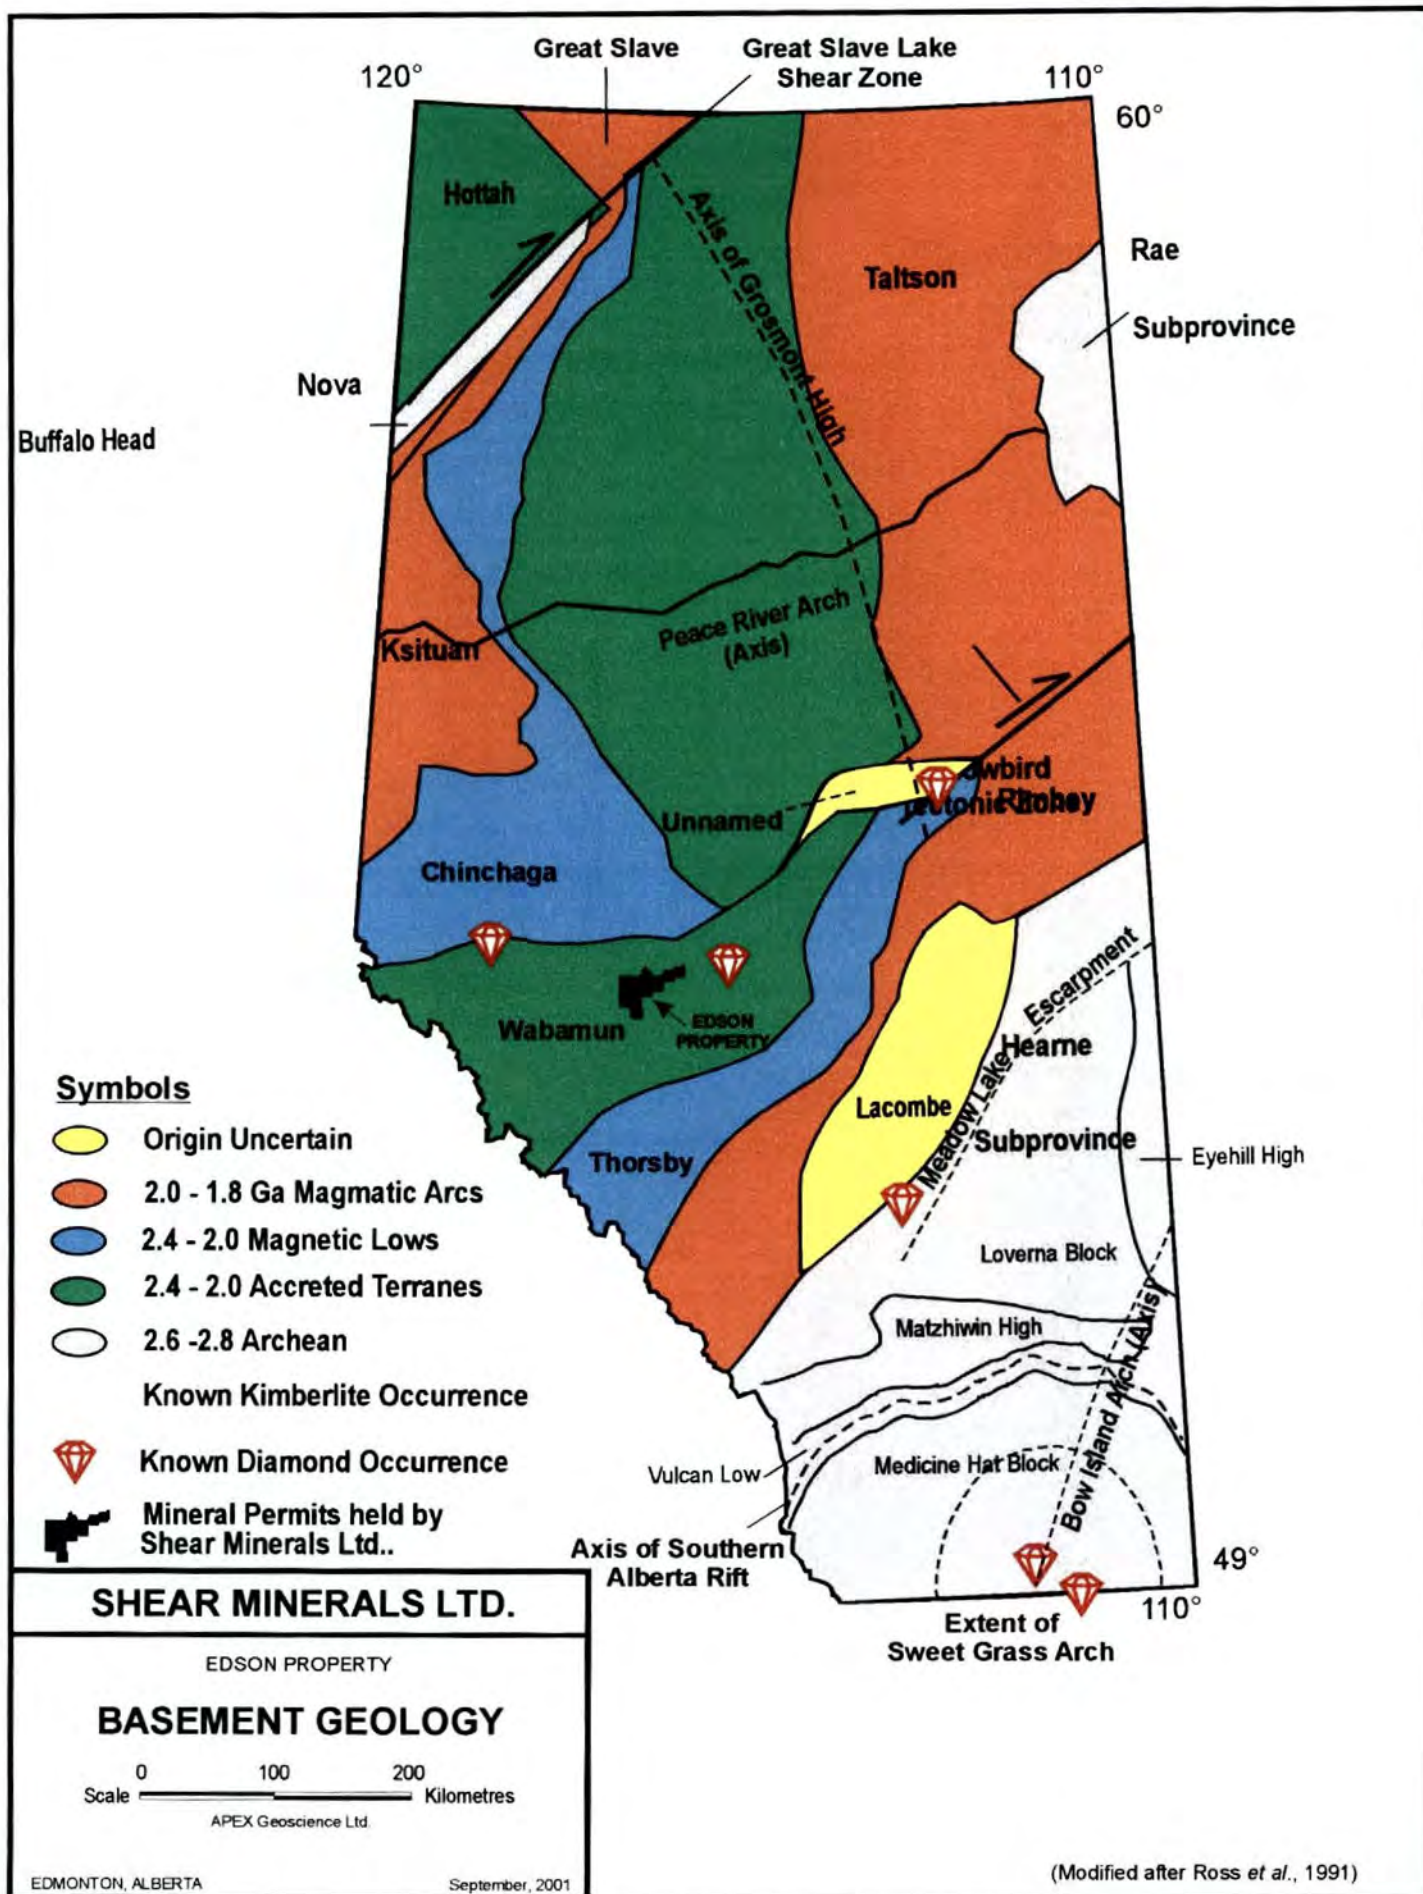 Great Slave
Great Slave Lake
Shear Zone
120°
110°
60°
Hottah
Axis of Grosmont High
Taltson
Rae
Subprovince
Nova
Buffalo Head
Ksituan
Peace River Arch
(Axis)
Unnamed
Tectonic Zone
Chinchaga
Wabamun
EDSON
PROPERTY
Thorsby
Lacombe
Meadow Lake Escarpment
Hearne
Subprovince
Eyehill High
Loverna Block
Matzhiwin High
Bow Island Arch (Axis)
Vulcan Low
Medicine Hat Block
Axis of Southern
Alberta Rift
49°
110°
Extent of
Sweet Grass Arch
Symbols
Origin Uncertain
2.0 - 1.8 Ga Magmatic Arcs
2.4 - 2.0 Magnetic Lows
2.4 - 2.0 Accreted Terranes
2.6 -2.8 Archean
Known Kimberlite Occurrence
Known Diamond Occurrence
Mineral Permits held by
Shear Minerals Ltd..
SHEAR MINERALS LTD.
EDSON PROPERTY
BASEMENT GEOLOGY
0 100 200
Scale Kilometres
APEX Geoscience Ltd.
EDMONTON, ALBERTA September, 2001
(Modified after Ross et al., 1991)